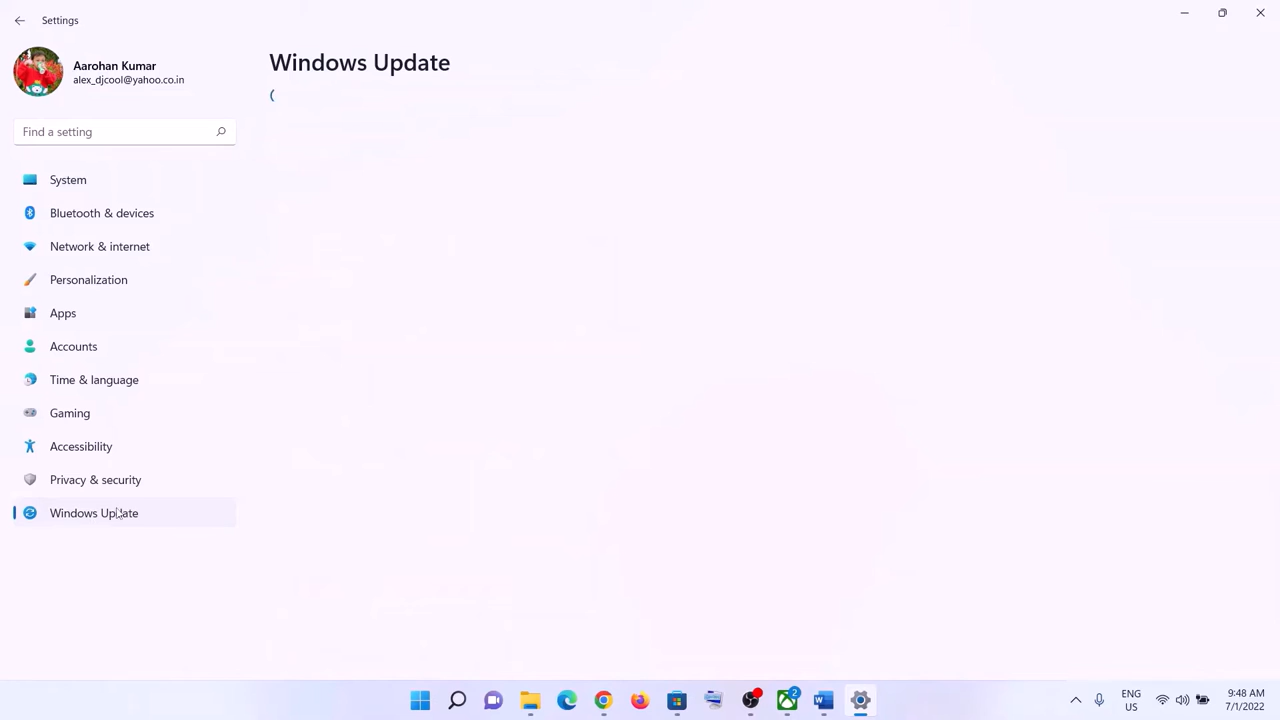 Settings
Aarohan Kumar
alex_djcool@yahoo.co.in
Find a setting
System
Bluetooth & devices
Network & internet
Personalization
Apps
Accounts
Time & language
Gaming
Accessibility
Privacy & security
Windows Update
Windows Update
2
ENG
US
9:48 AM
7/1/2022